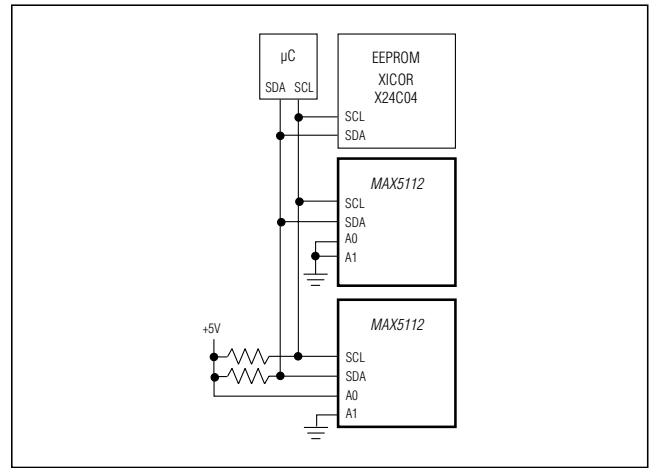 µC
SDA SCL
EEPROM
XICOR
X24C04
SCL
SDA
MAX5112
SCL
SDA
A0
A1
+5V
MAX5112
SCL
SDA
A0
A1